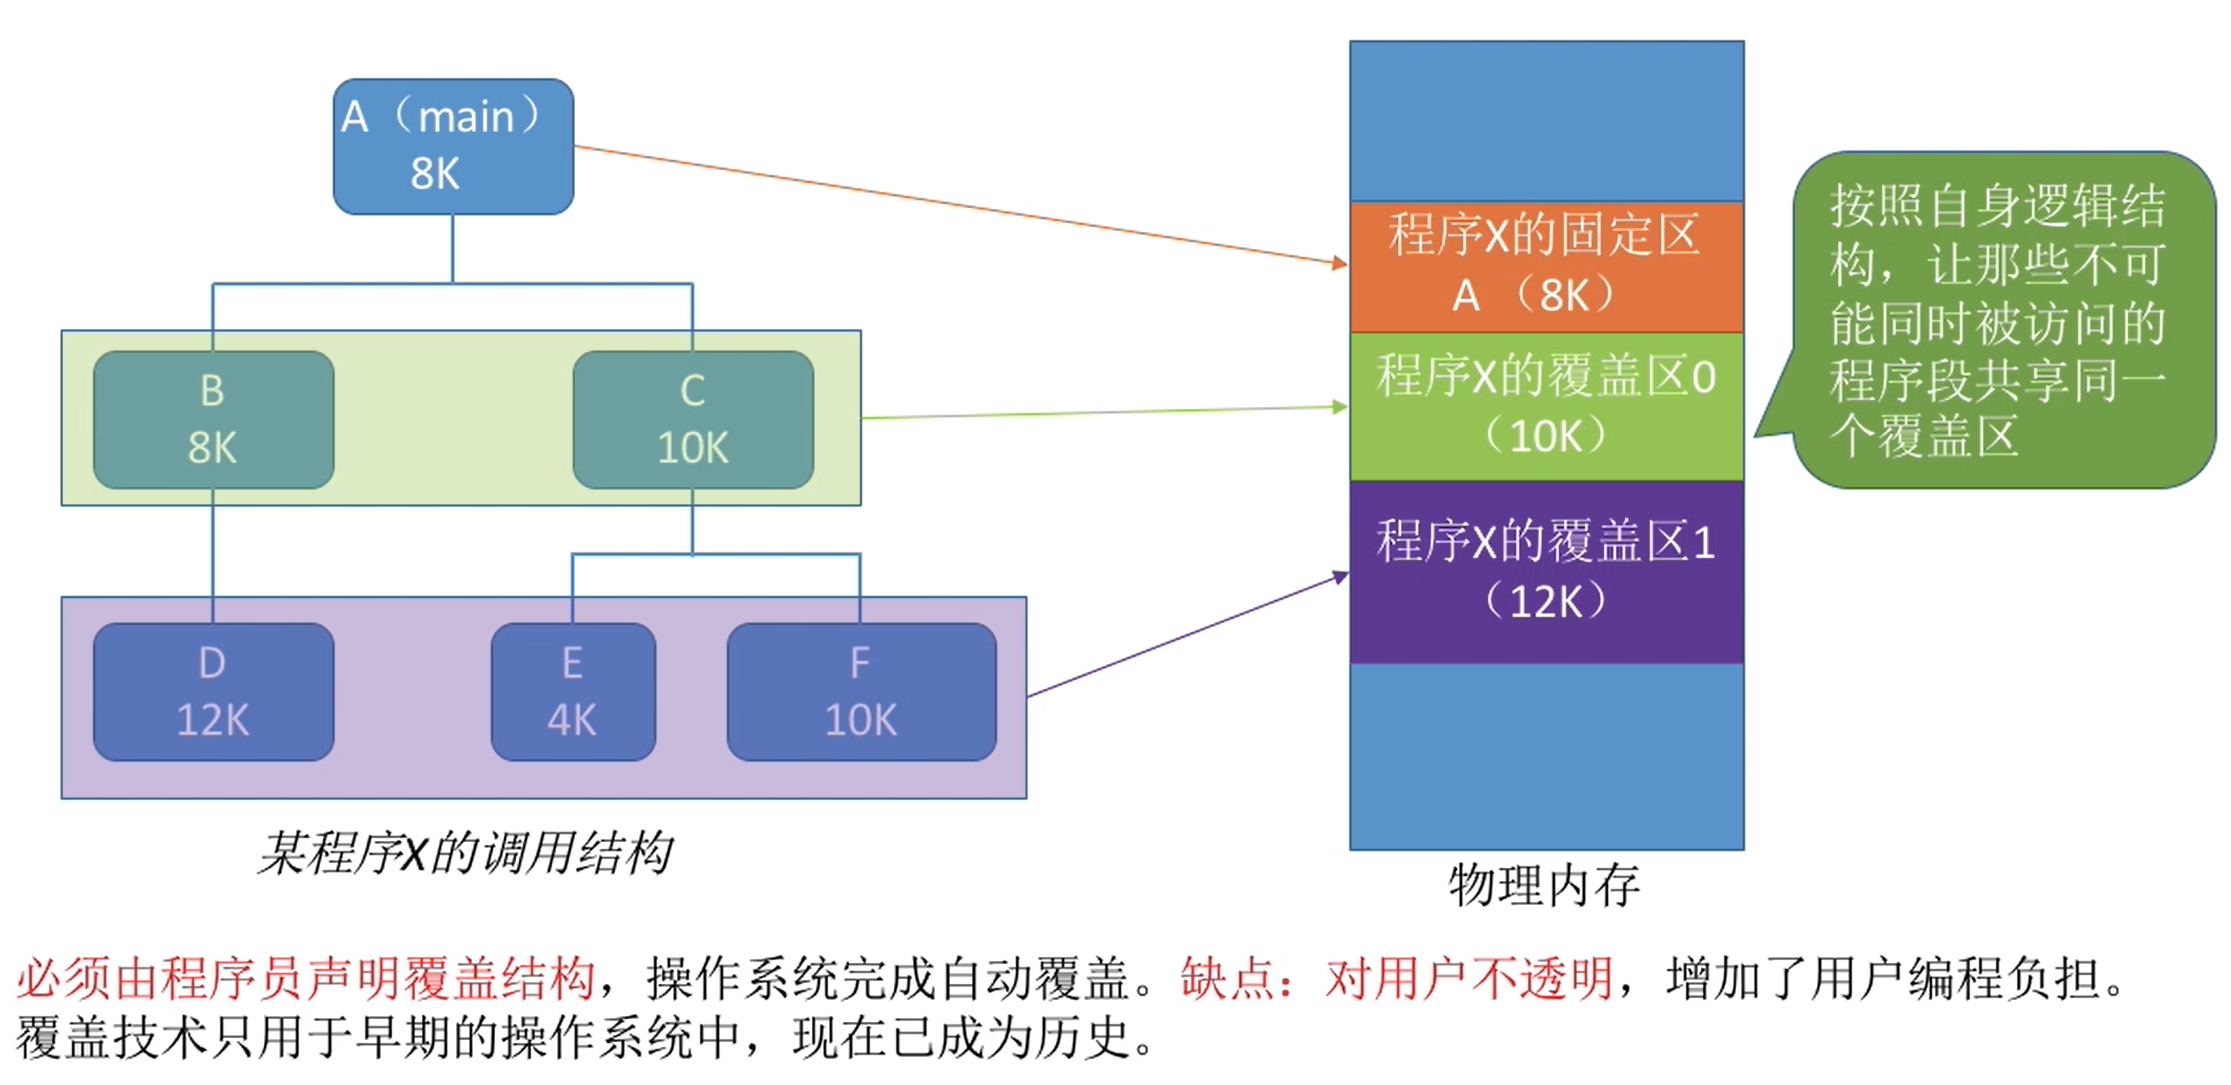 A（main）
8K
B
8K
C
10K
D
12K
E
4K
F
10K
某程序X的调用结构
程序X的固定区
A（8K）
程序X的覆盖区0
（10K）
程序X的覆盖区1
（12K）
物理内存
按照自身逻辑结
构，让那些不可
能同时被访问的
程序段共享同一
个覆盖区
必须由程序员声明覆盖结构，操作系统完成自动覆盖。缺点：对用户不透明，增加了用户编程负担。
覆盖技术只用于早期的操作系统中，现在已成为历史。